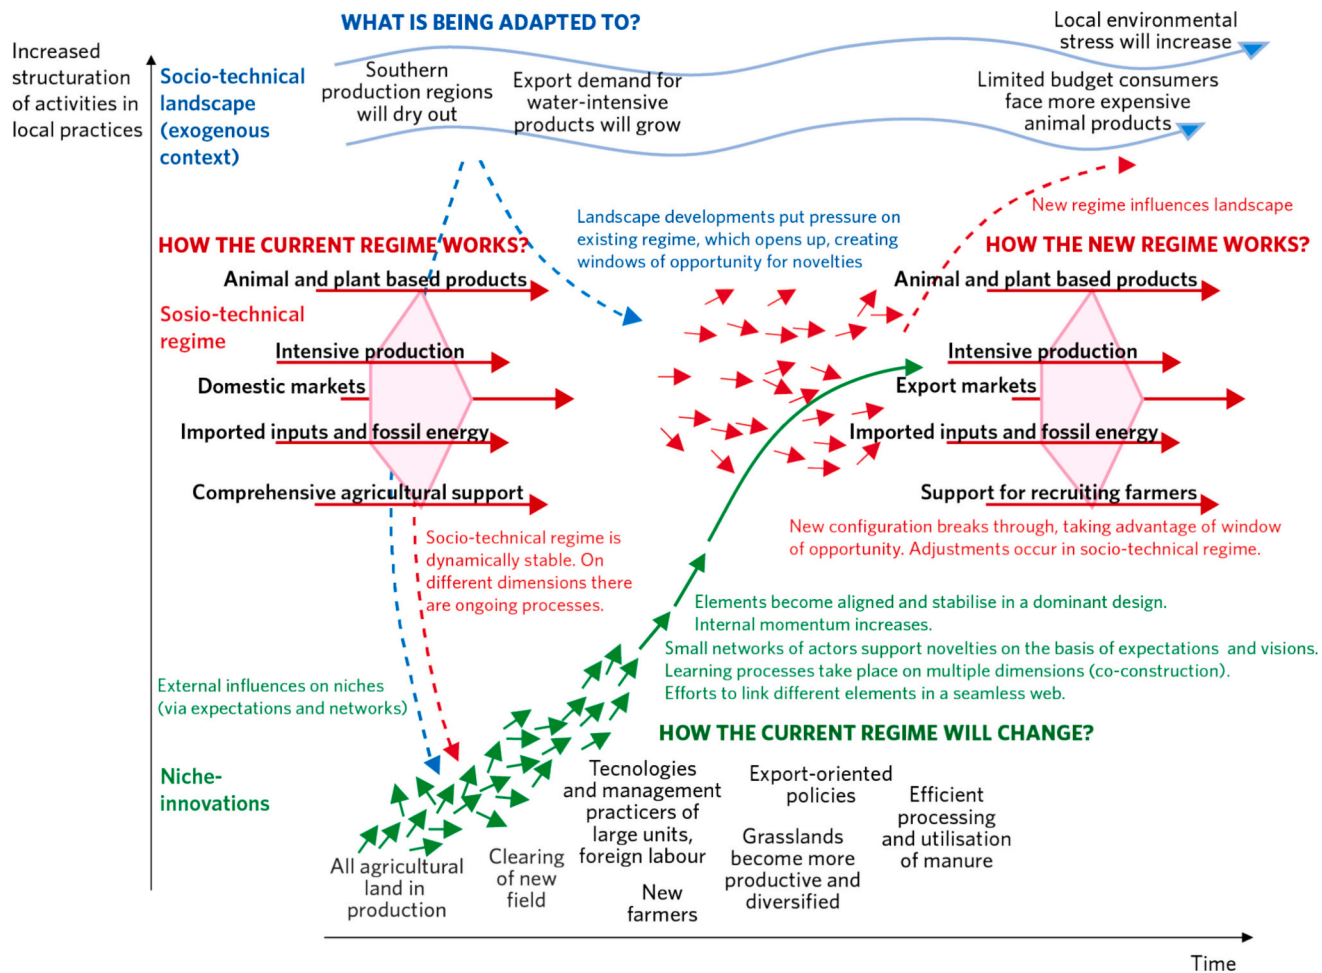 WHAT IS BEING ADAPTED TO?
Increased
structuration
of activities in
local practices
Socio-technical
landscape
(exogenous
context)
Southern
production regions
will dry out
Export demand for
water-intensive
products will grow
Local environmental
stress will increase
Limited budget consumers
face more expensive
animal products
Landscape developments put pressure on
existing regime, which opens up, creating
windows of opportunity for novelties
New regime influences landscape
HOW THE CURRENT REGIME WORKS?
HOW THE NEW REGIME WORKS?
Sosio-technical
regime
Animal and plant based products
Intensive production
Domestic markets
Imported inputs and fossil energy
Comprehensive agricultural support
Animal and plant based products
Intensive production
Export markets
Imported inputs and fossil energy
Support for recruiting farmers
Socio-technical regime is
dynamically stable. On
different dimensions there
are ongoing processes.
New configuration breaks through, taking advantage of window
of opportunity. Adjustments occur in socio-technical regime.
Elements become aligned and stabilise in a dominant design.
Internal momentum increases.
Small networks of actors support novelties on the basis of expectations and visions.
Learning processes take place on multiple dimensions (co-construction).
Efforts to link different elements in a seamless web.
External influences on niches
(via expectations and networks)
HOW THE CURRENT REGIME WILL CHANGE?
Niche-
innovations
All agricultural
land in
production
Clearing
of new
field
Tecnologies
and management
practicers of
large units,
foreign labour
New
farmers
Export-oriented
policies
Grasslands
become more
productive and
diversified
Efficient
processing
and utilisation
of manure
Time